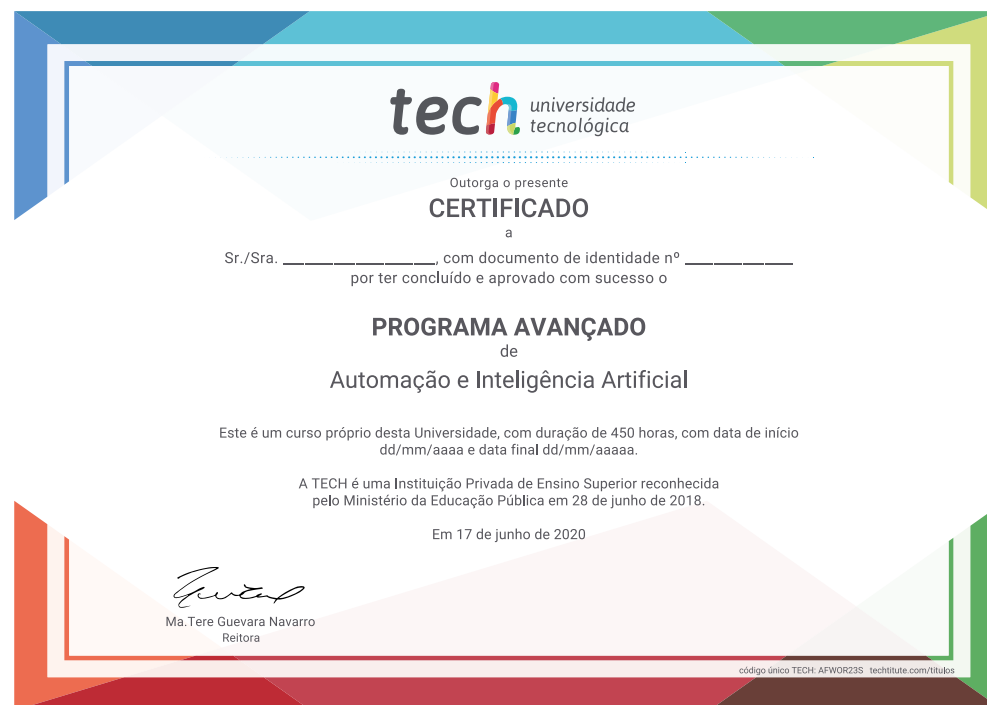 tech universidade
tecnológica
Outorga o presente
CERTIFICADO
a
Sr./Sra. ____________________, com documento de identidade nº ______________
por ter concluído e aprovado com sucesso o
PROGRAMA AVANÇADO
de
Automação e Inteligência Artificial
Este é um curso próprio desta Universidade, com duração de 450 horas, com data de início
dd/mm/aaaa e data final dd/mm/aaaaa.
A TECH é uma Instituição Privada de Ensino Superior reconhecida
pelo Ministério da Educação Pública em 28 de junho de 2018.
Em 17 de junho de 2020
Ma.Tere Guevara Navarro
Reitora
código único TECH: AFWOR23S techtitute.com/titulos